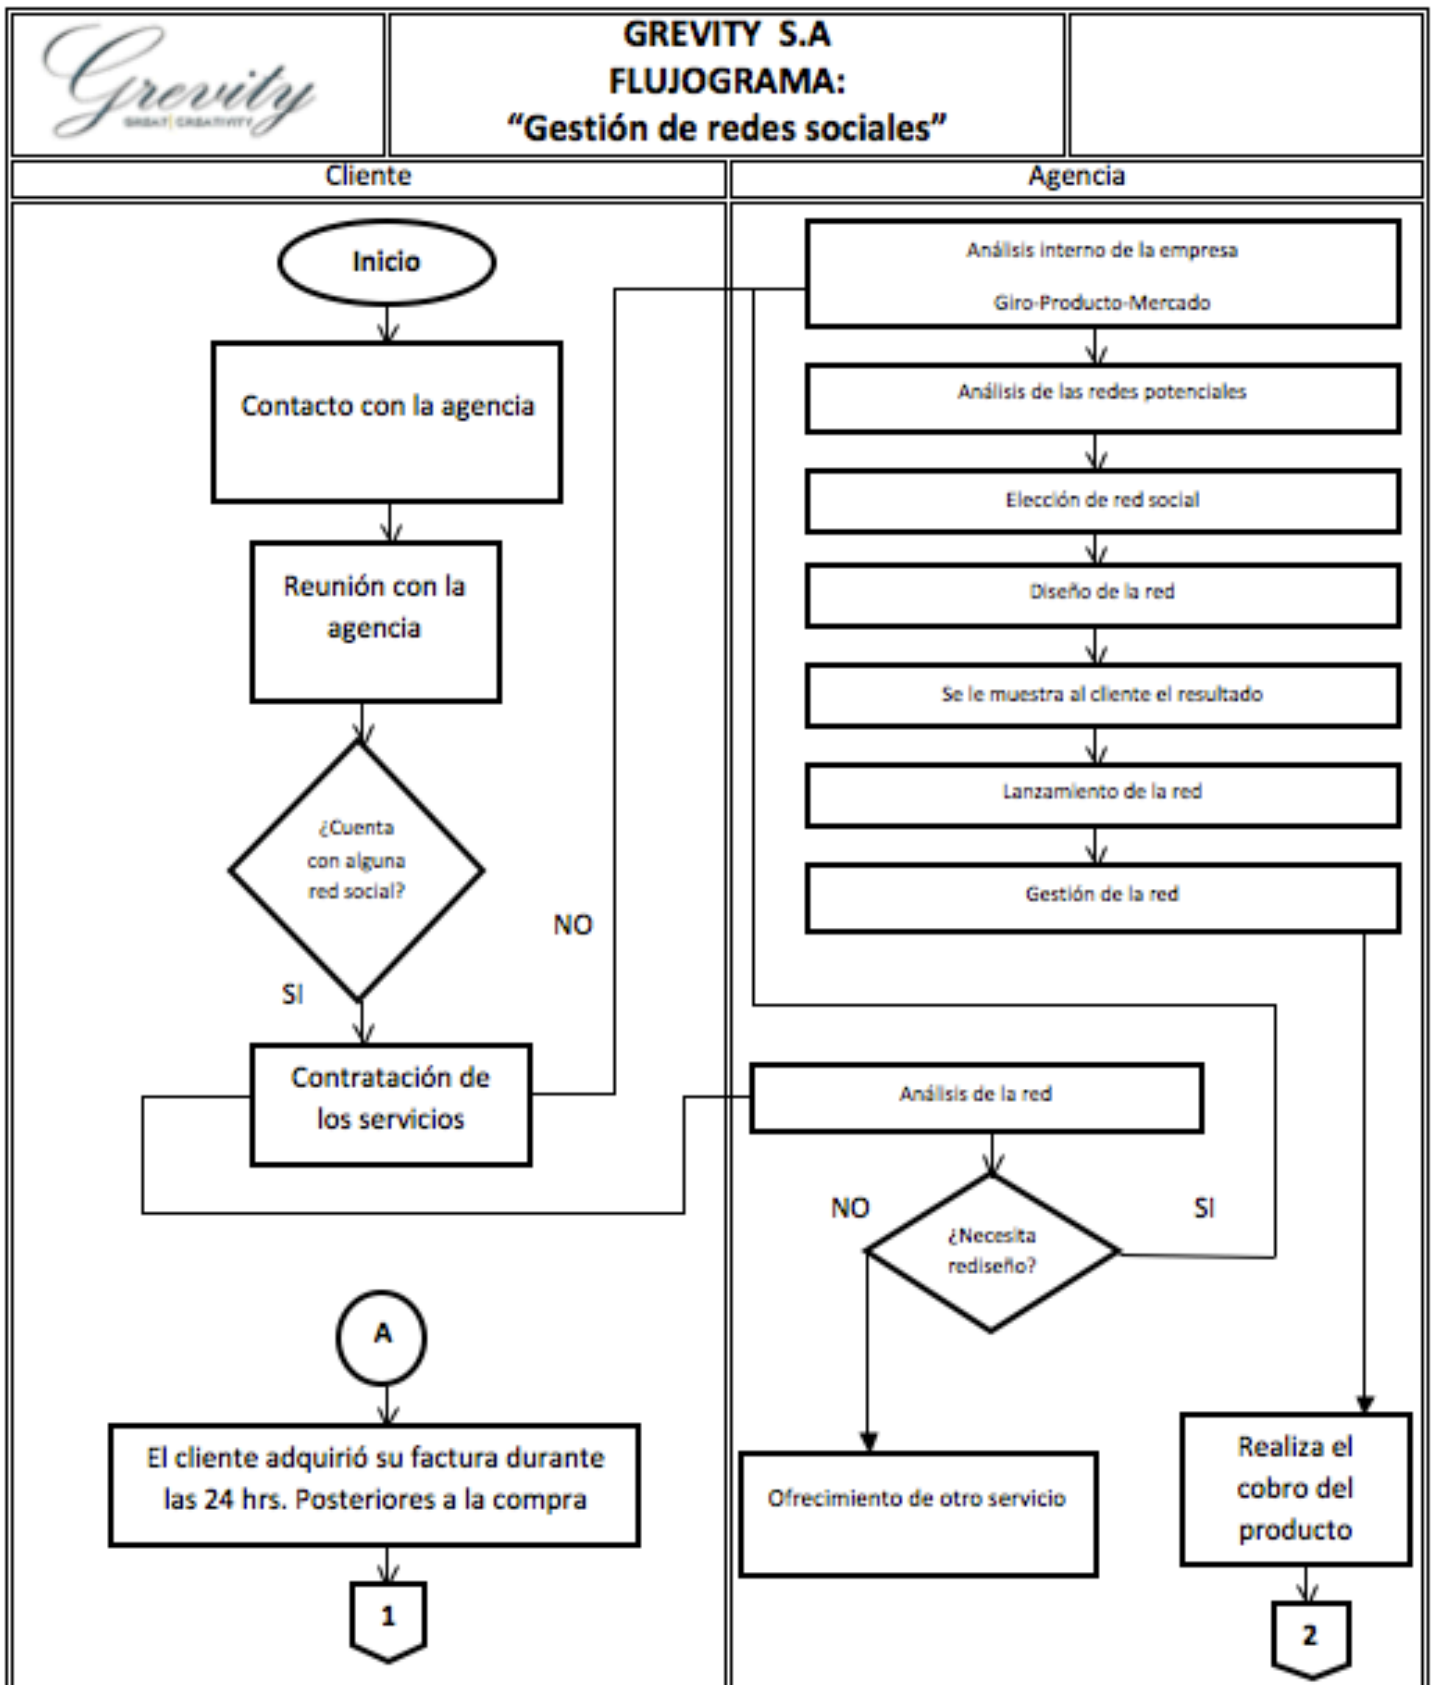 Grevity
GREAT CREATIVITY
GREVITY S.A
FLUJOGRAMA:
“Gestión de redes sociales”
Cliente
Agencia
Inicio
Contacto con la agencia
Reunión con la
agencia
¿Cuenta
con alguna
red social?
NO
SI
Contratación de
los servicios
A
El cliente adquirió su factura durante
las 24 hrs. Posteriores a la compra
1
Análisis interno de la empresa
Giro-Producto-Mercado
Análisis de las redes potenciales
Elección de red social
Diseño de la red
Se le muestra al cliente el resultado
Lanzamiento de la red
Gestión de la red
Análisis de la red
NO
SI
¿Necesita
rediseño?
Ofrecimiento de otro servicio
Realiza el
cobro del
producto
2